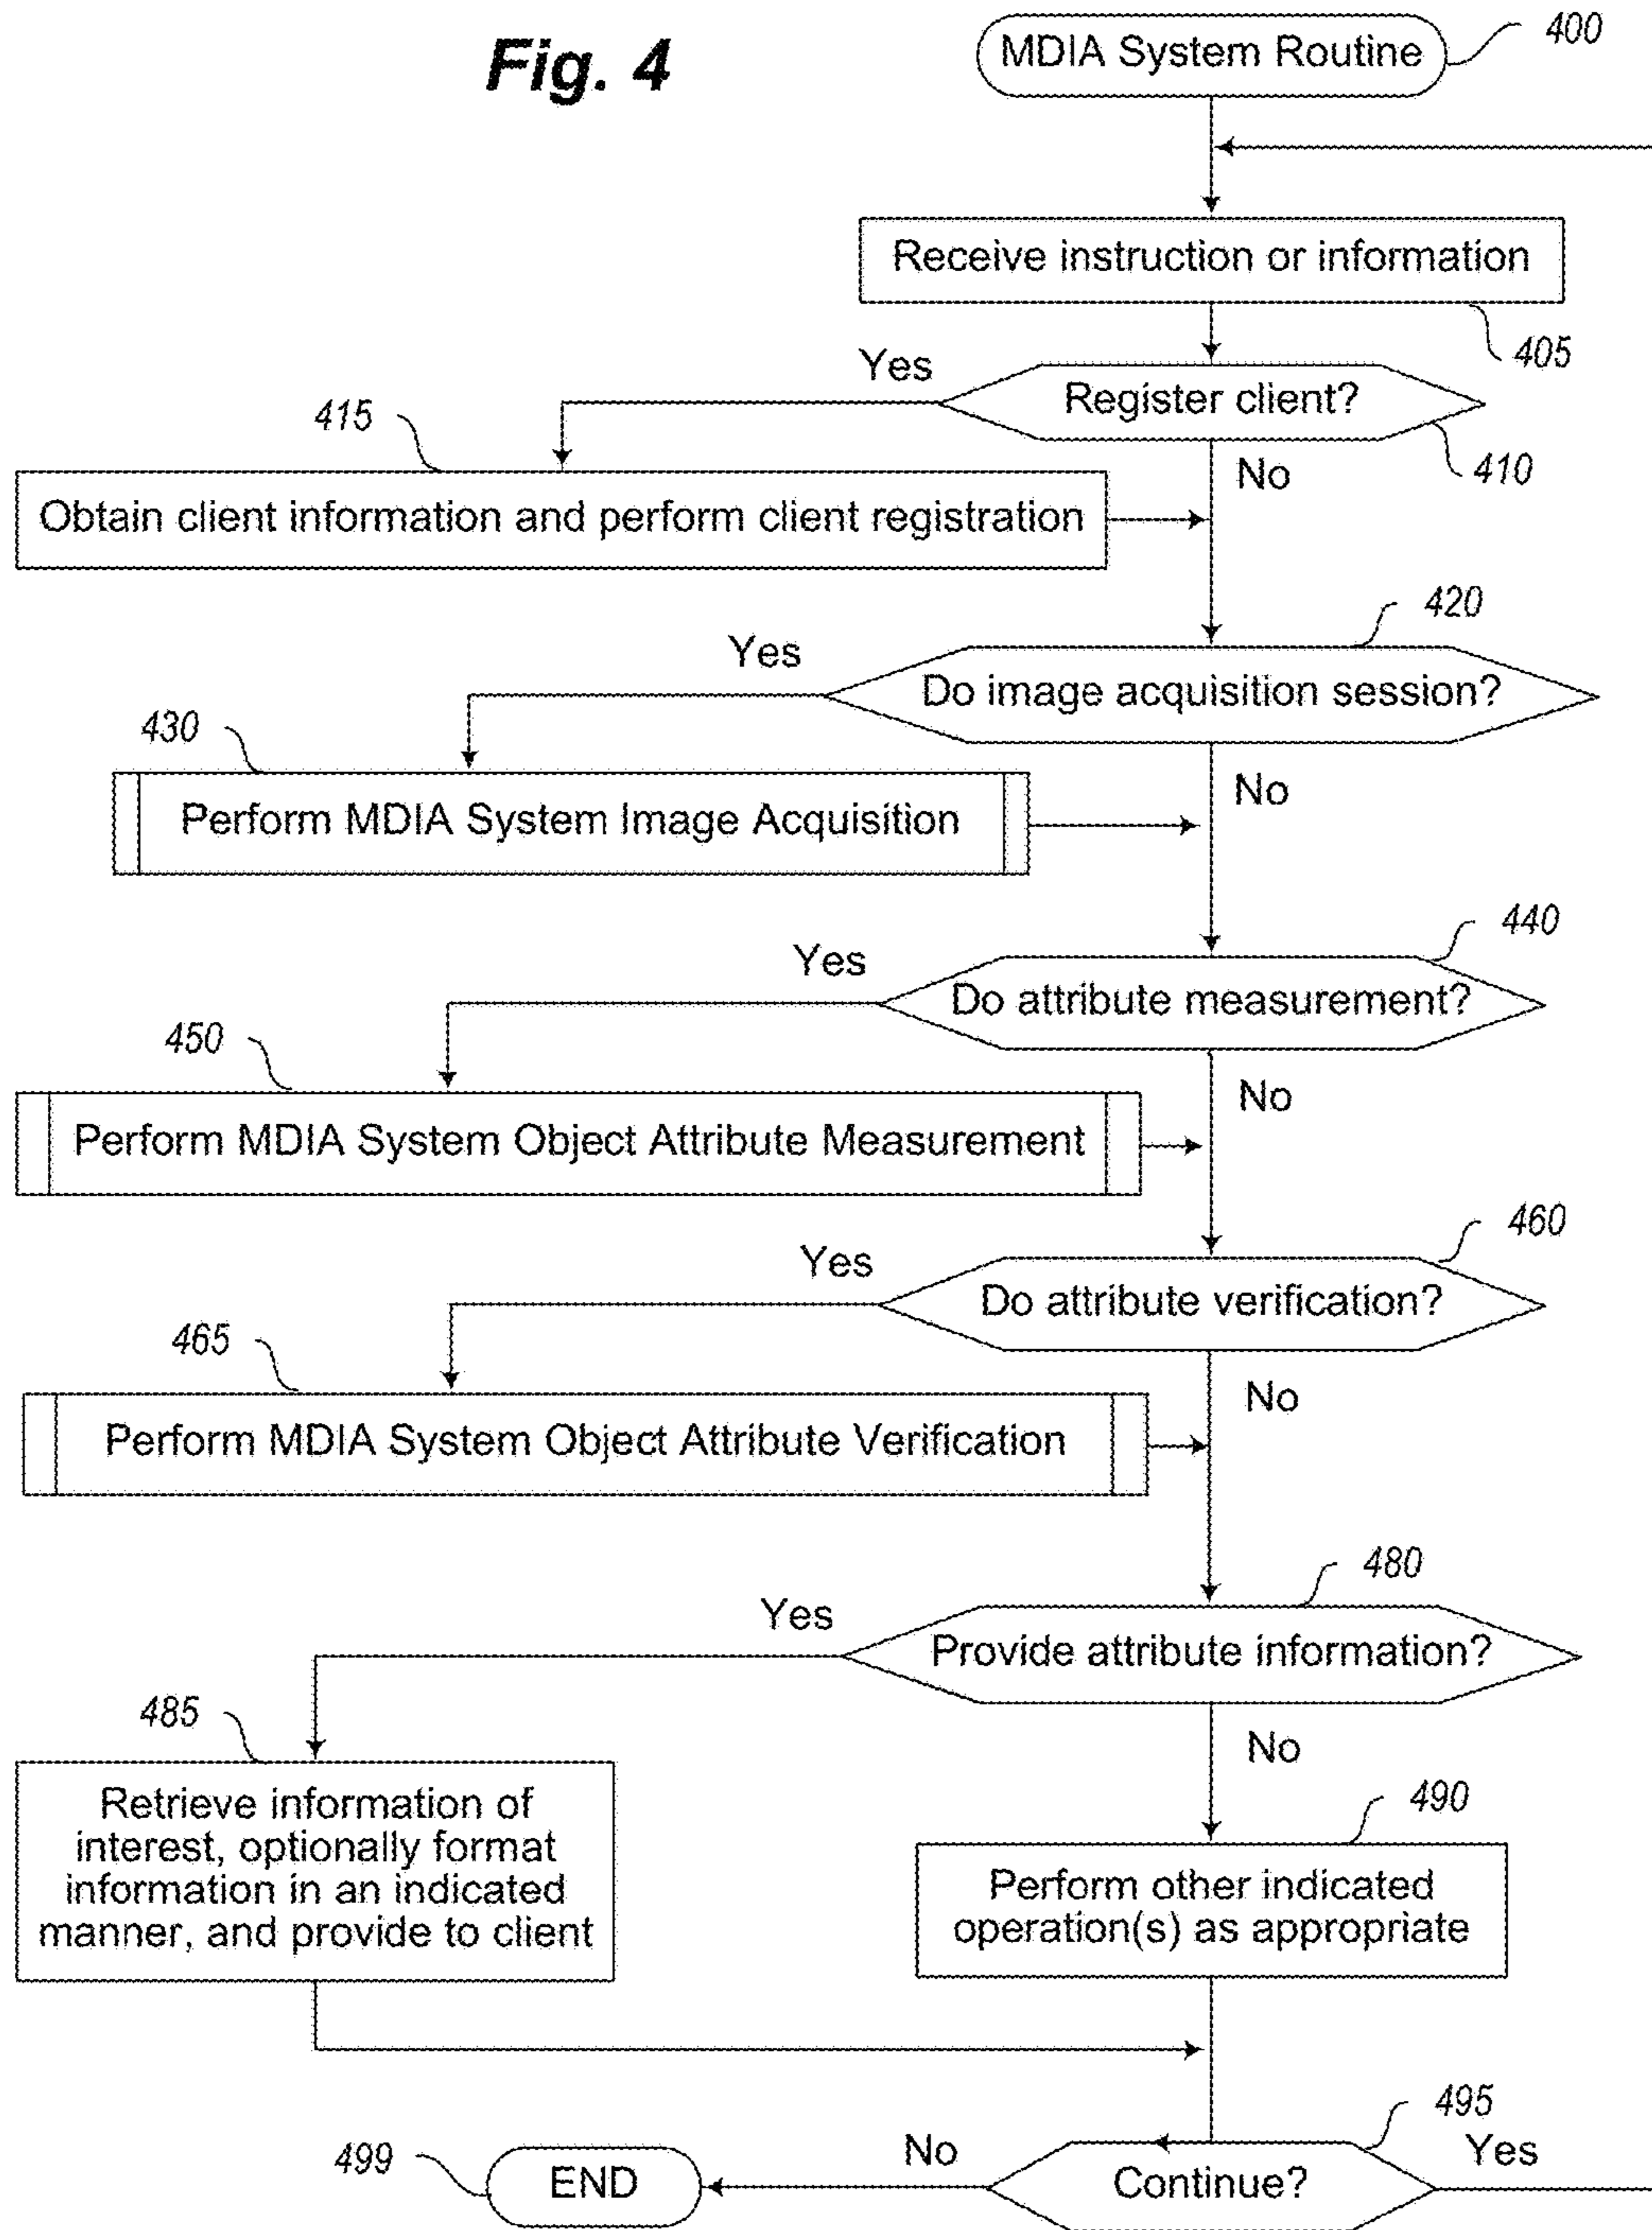 Fig. 4
MDIA System Routine
400
Receive instruction or information
405
Yes
Register client?
410
No
415
Obtain client information and perform client registration
420
Yes
Do image acquisition session?
430
No
Perform MDIA System Image Acquisition
440
Yes
Do attribute measurement?
450
No
Perform MDIA System Object Attribute Measurement
460
Yes
Do attribute verification?
465
No
Perform MDIA System Object Attribute Verification
480
Yes
Provide attribute information?
485
No
Retrieve information of
interest, optionally format
information in an indicated
manner, and provide to client
490
Perform other indicated
operation(s) as appropriate
495
499
END
No
Continue?
Yes